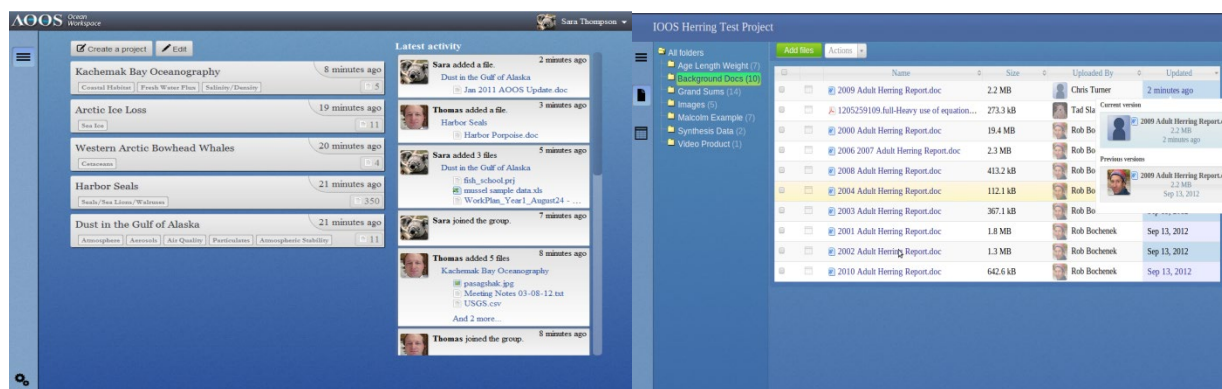 AOOS Ocean Workspace
Sara Thompson
Create a project
Edit
Kachemak Bay Oceanography
8 minutes ago
Coastal Habitat
Fresh Water Flux
Salinity/Density
5
Arctic Ice Loss
19 minutes ago
Sea Ice
11
Western Arctic Bowhead Whales
20 minutes ago
Cetaceans
4
Harbor Seals
21 minutes ago
Seals/Sea Lions/Walruses
350
Dust in the Gulf of Alaska
21 minutes ago
Atmosphere
Aerosols
Air Quality
Particulates
Atmospheric Stability
11
Latest activity
Sara added a file.
2 minutes ago
Dust in the Gulf of Alaska
Jan 2011 AOOS Update.doc
Thomas added a file.
3 minutes ago
Harbor Seals
Harbor Porpoise.doc
Sara added 3 files
5 minutes ago
Dust in the Gulf of Alaska
fish_school.prj
mussel sample data.xls
WorkPlan_Year1_August24 - ...
Sara joined the group.
7 minutes ago
Thomas added 5 files
8 minutes ago
Kachemak Bay Oceanography
pasagshak.jpg
Meeting Notes 03-08-12.txt
USGS.csv
And 2 more...
Thomas joined the group.
8 minutes ago
IOOS Herring Test Project
All folders
Age Length Weight (7)
Background Docs (10)
Grand Sums (14)
Images (5)
Malcolm Example (7)
Synthesis Data (2)
Video Product (1)
Add files
Actions
Name
Size
Uploaded By
Updated
2009 Adult Herring Report.doc
2.2 MB
Chris Turner
2 minutes ago
1205259109.full-Heavy use of equation...
273.3 kB
Tad Sla
2000 Adult Herring Report.doc
19.4 MB
Rob Bo
2006 2007 Adult Herring Report.doc
2.3 MB
Rob Bo
2008 Adult Herring Report.doc
413.2 kB
Rob Bo
2004 Adult Herring Report.doc
112.1 kB
Rob Bo
2003 Adult Herring Report.doc
367.1 kB
Rob Bo
2001 Adult Herring Report.doc
1.8 MB
Rob Bochenek
Sep 13, 2012
2002 Adult Herring Report.doc
1.3 MB
Rob Bochenek
Sep 13, 2012
2010 Adult Herring Report.doc
642.6 kB
Rob Bochenek
Sep 13, 2012
Current version
2009 Adult Herring Report.
2.2 MB
2 minutes ago
Previous versions
2009 Adult Herring Report.
2.2 MB
Sep 13, 2012